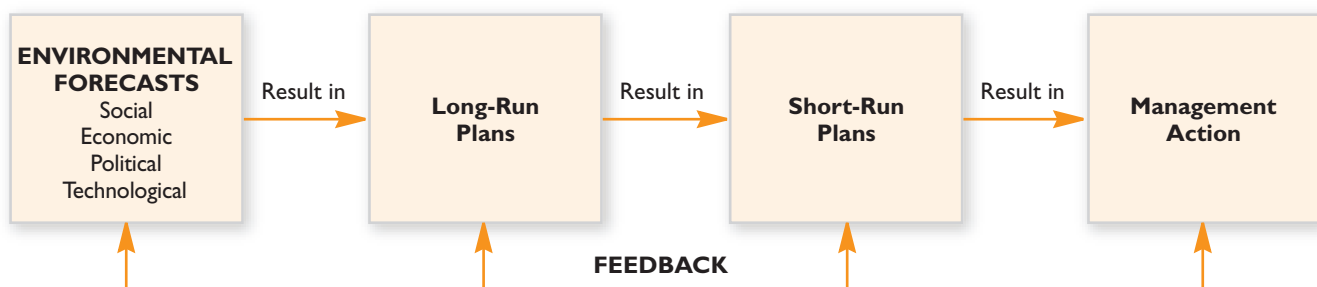 ENVIRONMENTAL
FORECASTS
Social
Economic
Political
Technological
Result in
Long-Run
Plans
Result in
Short-Run
Plans
Result in
Management
Action
FEEDBACK